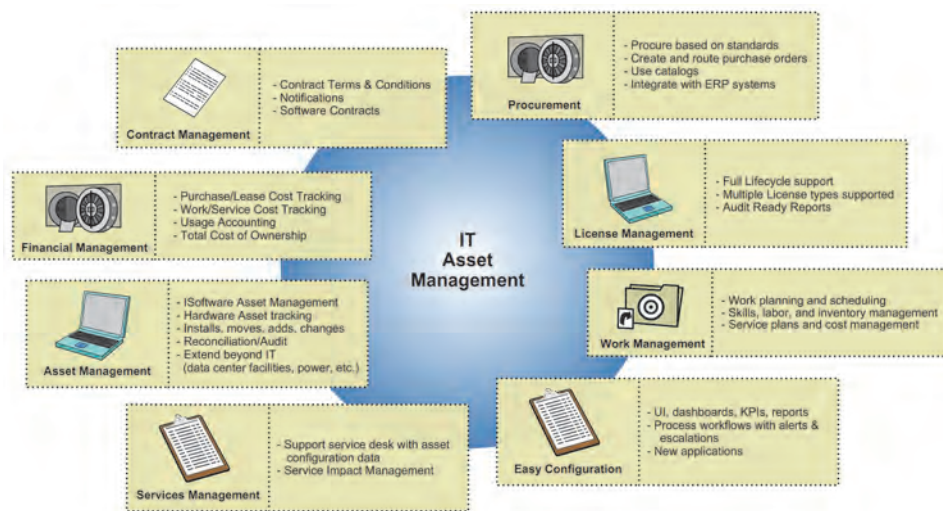 Contract Management
- Contract Terms & Conditions
- Notifications
- Software Contracts
Procurement
- Procure based on standards
- Create and route purchase orders
- Use catalogs
- Integrate with ERP systems
Financial Management
- Purchase/Lease Cost Tracking
- Work/Service Cost Tracking
- Usage Accounting
- Total Cost of Ownership
IT
Asset
Management
License Management
- Full Lifecycle support
- Multiple License types supported
- Audit Ready Reports
Asset Management
- ISoftware Asset Management
- Hardware Asset tracking
- Installs, moves, adds, changes
- Reconciliation/Audit
- Extend beyond IT
(data center facilities, power, etc.)
Work Management
- Work planning and scheduling
- Skills, labor, and inventory management
- Service plans and cost management
Services Management
- Support service desk with asset
configuration data
- Service Impact Management
Easy Configuration
- UI, dashboards, KPIs, reports
- Process workflows with alerts &
escalations
- New applications